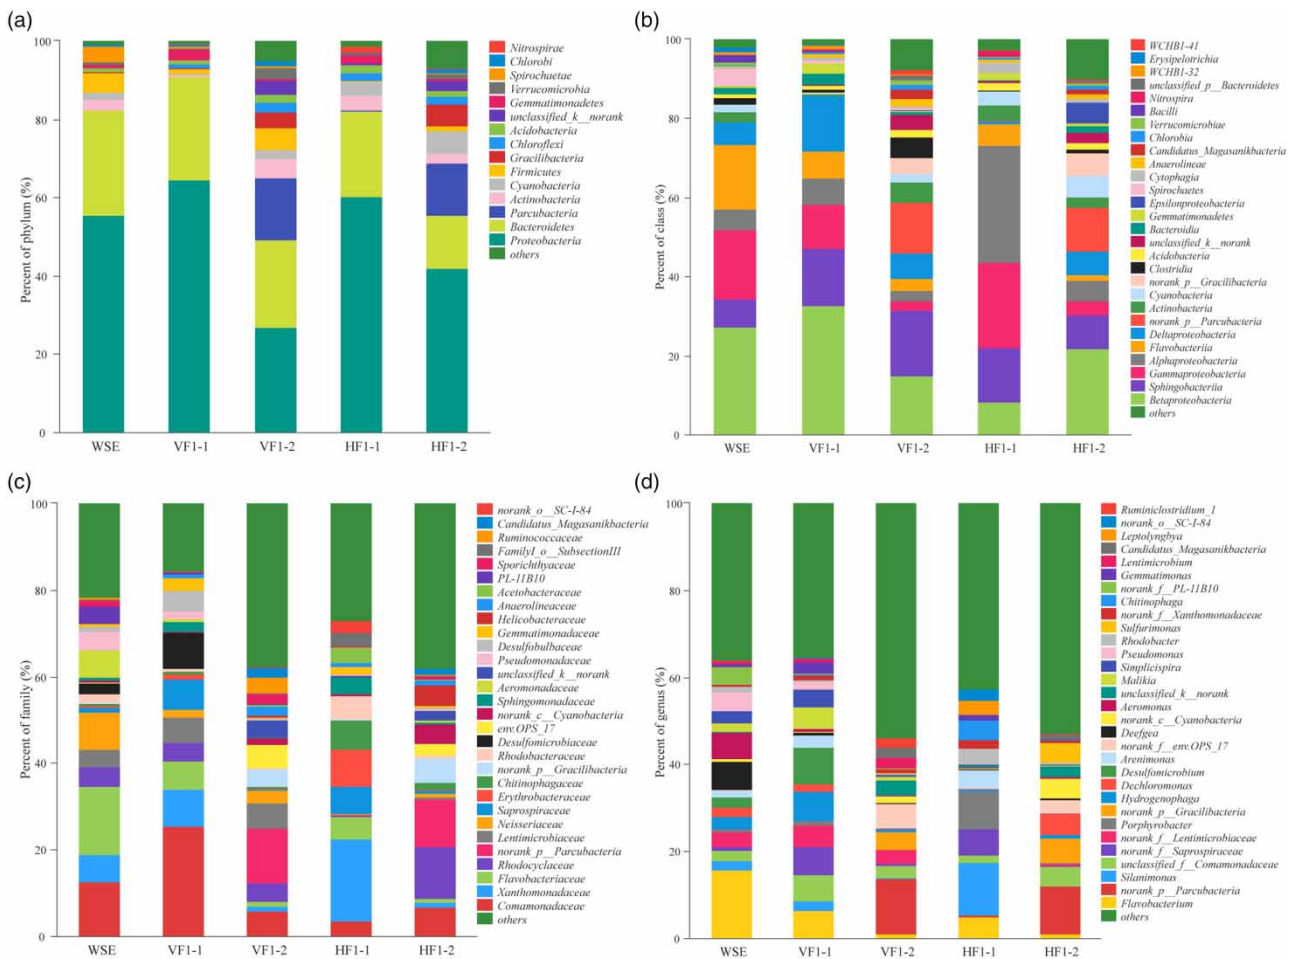 (a)
Percent of phylum (%)
100
80
60
40
20
0
WSE VF1-1 VF1-2 HF1-1 HF1-2
Nitrospirae
Chlorobi
Spirochaetae
Verrucomicrobia
Gemmatimonadetes
unclassified_k__norank
Acidobacteria
Chloroflexi
Gracilibacteria
Firmicutes
Cyanobacteria
Actinobacteria
Parcubacteria
Bacteroidetes
Proteobacteria
others
(b)
Percent of class (%)
100
80
60
40
20
0
WSE VF1-1 VF1-2 HF1-1 HF1-2
WCHB1-41
Erysipelotrichia
WCHB1-32
unclassified_p__Bacteroidetes
Nitrospira
Bacilli
Verrucomicrobiae
Chlorobia
Candidatus_Magasanikbacteria
Anaerolineae
Cytophagia
Spirochaetes
Epsilonproteobacteria
Gemmatimonadetes
Bacteroidia
unclassified_k__norank
Acidobacteria
Clostridia
norank_p__Gracilibacteria
Cyanobacteria
Actinobacteria
norank_p__Parcubacteria
Deltaproteobacteria
Flavobacteriia
Alphaproteobacteria
Gammaproteobacteria
Sphingobacteriia
Betaproteobacteria
others
(c)
Percent of family (%)
100
80
60
40
20
0
WSE VF1-1 VF1-2 HF1-1 HF1-2
norank_o__SC-I-84
Candidatus_Magasanikbacteria
Ruminococcaceae
FamilyI_o__SubsectionIII
Sporichthyaceae
PL-11B10
Acetobacteraceae
Anaerolineaceae
Helicobacteraceae
Gemmatimonadaceae
Desulfobulbaceae
Pseudomonadaceae
unclassified_k__norank
Aeromonadaceae
Sphingomonadaceae
norank_c__Cyanobacteria
env.OPS_17
Desulfomicrobiaceae
Rhodobacteraceae
norank_p__Gracilibacteria
Chitinophagaceae
Erythrobacteraceae
Saprospiraceae
Neisseriaceae
Lentimicrobiaceae
norank_p__Parcubacteria
Rhodocyclaceae
Flavobacteriaceae
Xanthomonadaceae
Comamonadaceae
others
(d)
Percent of genus (%)
100
80
60
40
20
0
WSE VF1-1 VF1-2 HF1-1 HF1-2
Ruminiclostridium_1
norank_o__SC-I-84
Leptolyngbya
Candidatus_Magasanikbacteria
Lentimicrobium
Gemmatimonas
norank_f__PL-11B10
Chitinophaga
norank_f__Xanthomonadaceae
Sulfurimonas
Rhodobacter
Pseudomonas
Simplicispira
Malikia
unclassified_k__norank
Aeromonas
norank_c__Cyanobacteria
Deefgea
norank_f__env.OPS_17
Arenimonas
Desulfomicrobium
Dechloromonas
Hydrogenophaga
norank_p__Gracilibacteria
Porphyrobacter
norank_f__Lentimicrobiaceae
norank_f__Saprospiraceae
unclassified_f__Comamonadaceae
Silanimonas
norank_p__Parcubacteria
Flavobacterium
others